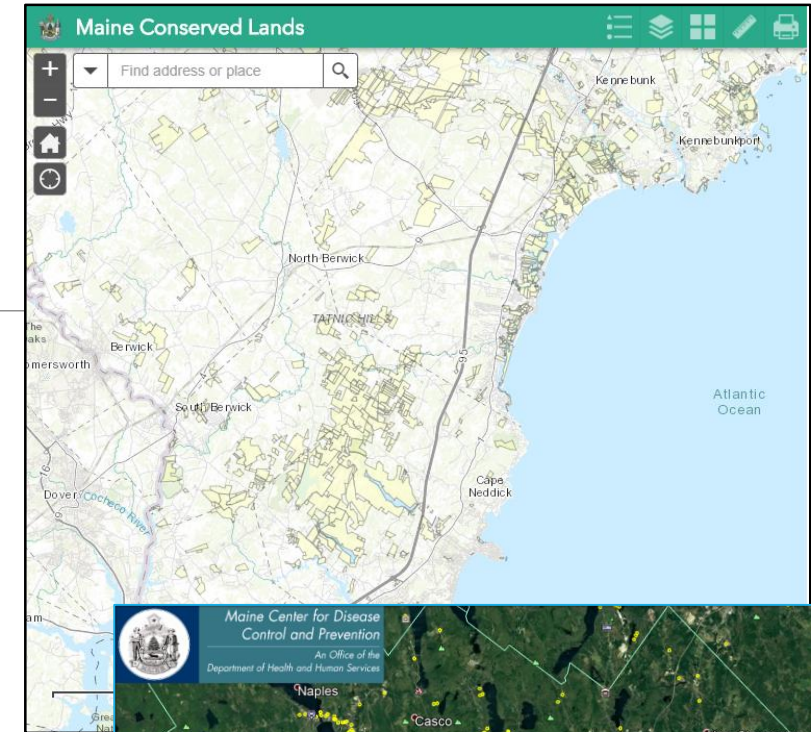 Maine Conserved Lands
Find address or place
Kennebunk
Kennebunkport
North Berwick
TATNIC HILLS
The
Berwick
95
4
South Berwick
Atlantic
Ocean
Cape
Neddick
16
Dover
Cocheco River
Maine Center for Disease
Control and Prevention
An Office of the
Department of Health and Human Services
Naples
Casco